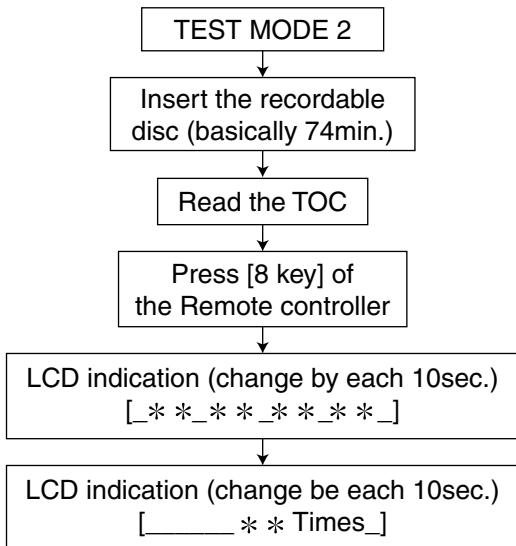 TEST MODE 2
Insert the recordable
disc (basically 74min.)
Read the TOC
Press [8 key] of
the Remote controller
LCD indication (change by each 10sec.)
[_* *_* *_* *_* *_]
LCD indication (change be each 10sec.)
[______ * * Times_]